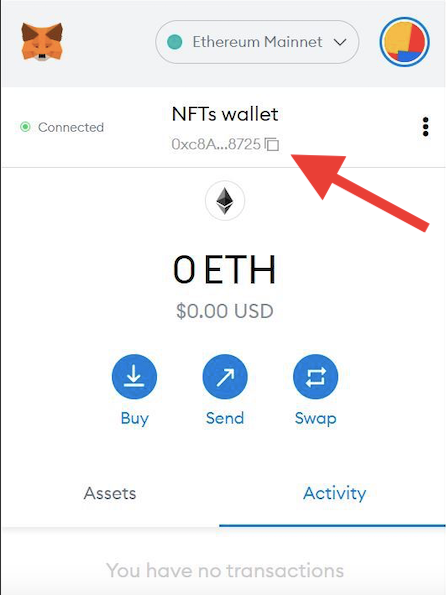 Ethereum Mainnet
Connected
NFTs wallet
0xc8A...8725
0 ETH
$0.00 USD
Buy Send Swap
Assets Activity
You have no transactions